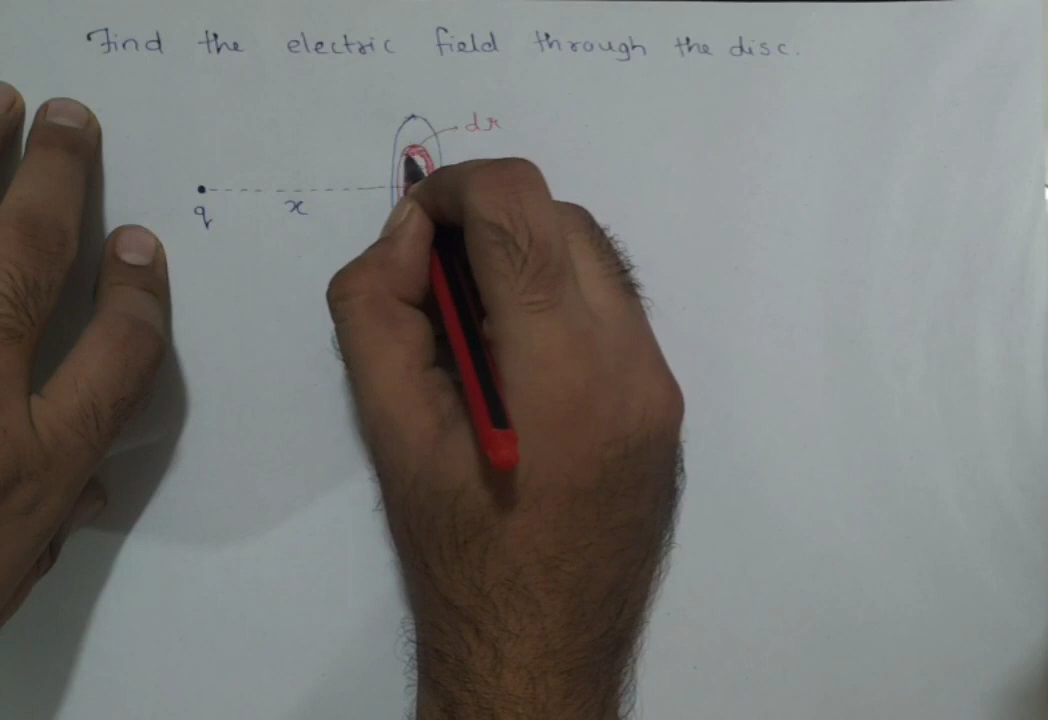 Find the electric field through the disc.
dr
q
x